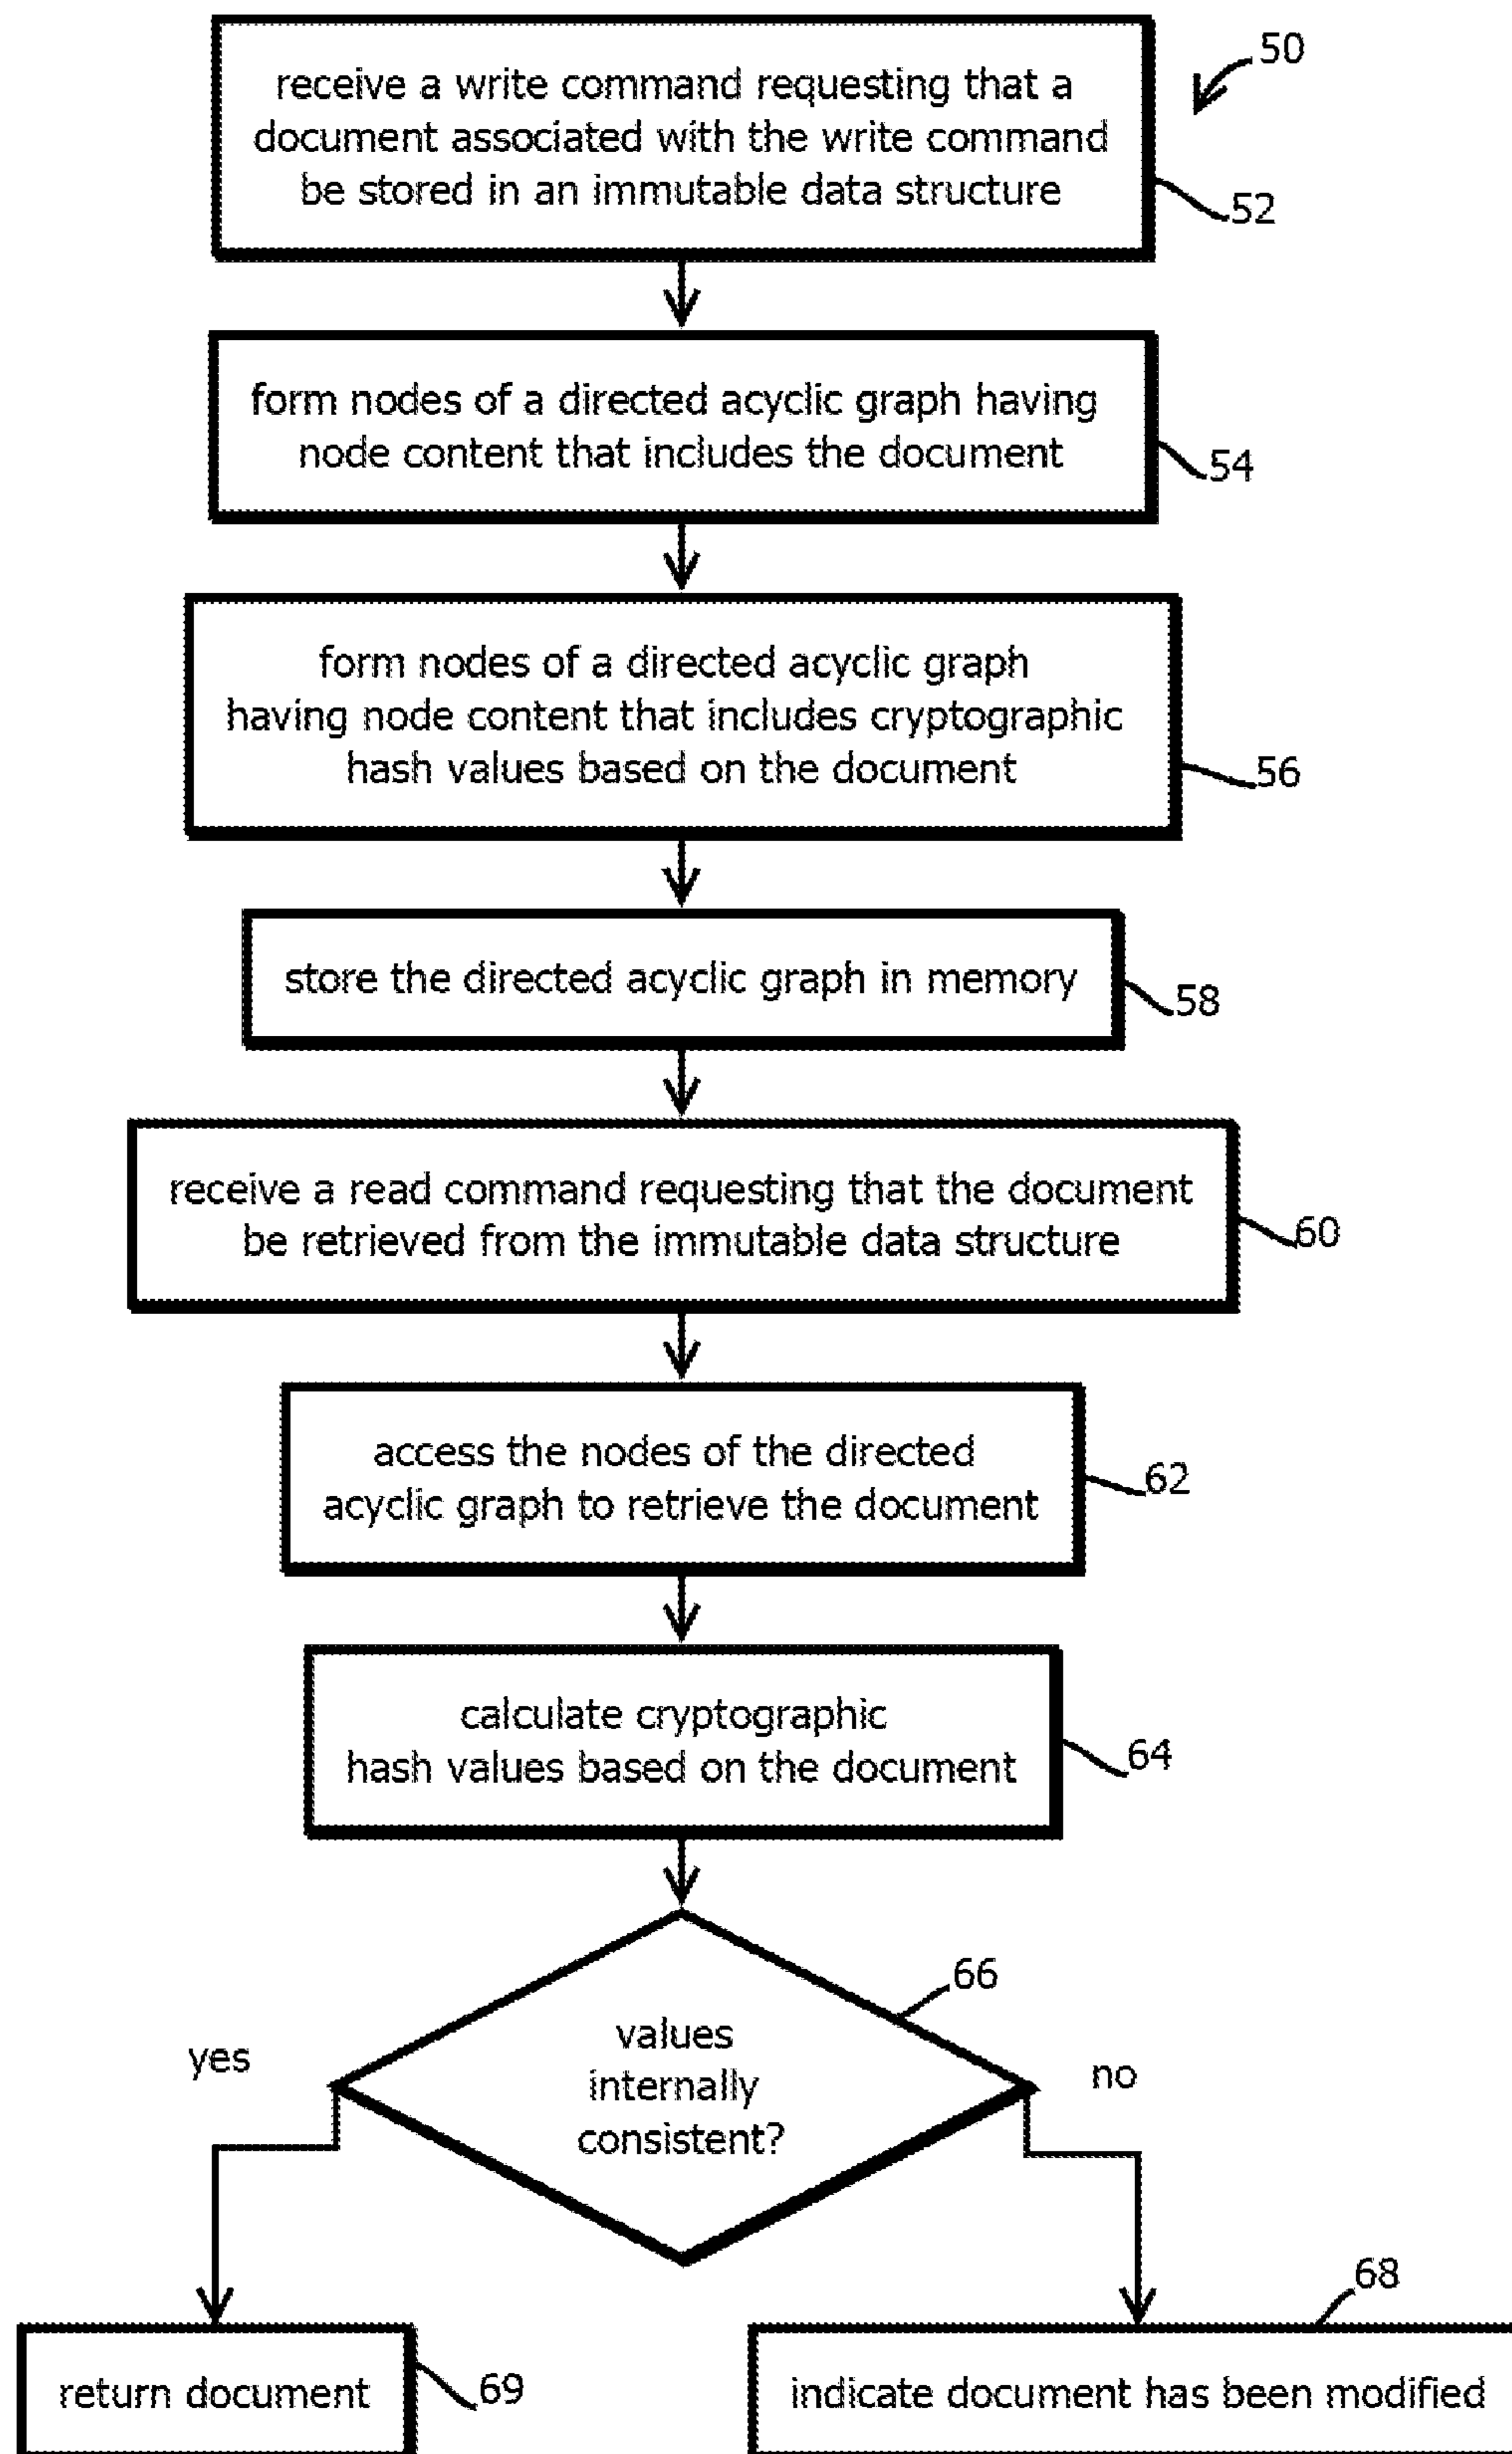 50
receive a write command requesting that a
document associated with the write command
be stored in an immutable data structure
52
form nodes of a directed acyclic graph having
node content that includes the document
54
form nodes of a directed acyclic graph
having node content that includes cryptographic
hash values based on the document
56
store the directed acyclic graph in memory
58
receive a read command requesting that the document
be retrieved from the immutable data structure
60
access the nodes of the directed
acyclic graph to retrieve the document
62
calculate cryptographic
hash values based on the document
64
66
values
internally
consistent?
yes
no
68
return document
69
indicate document has been modified